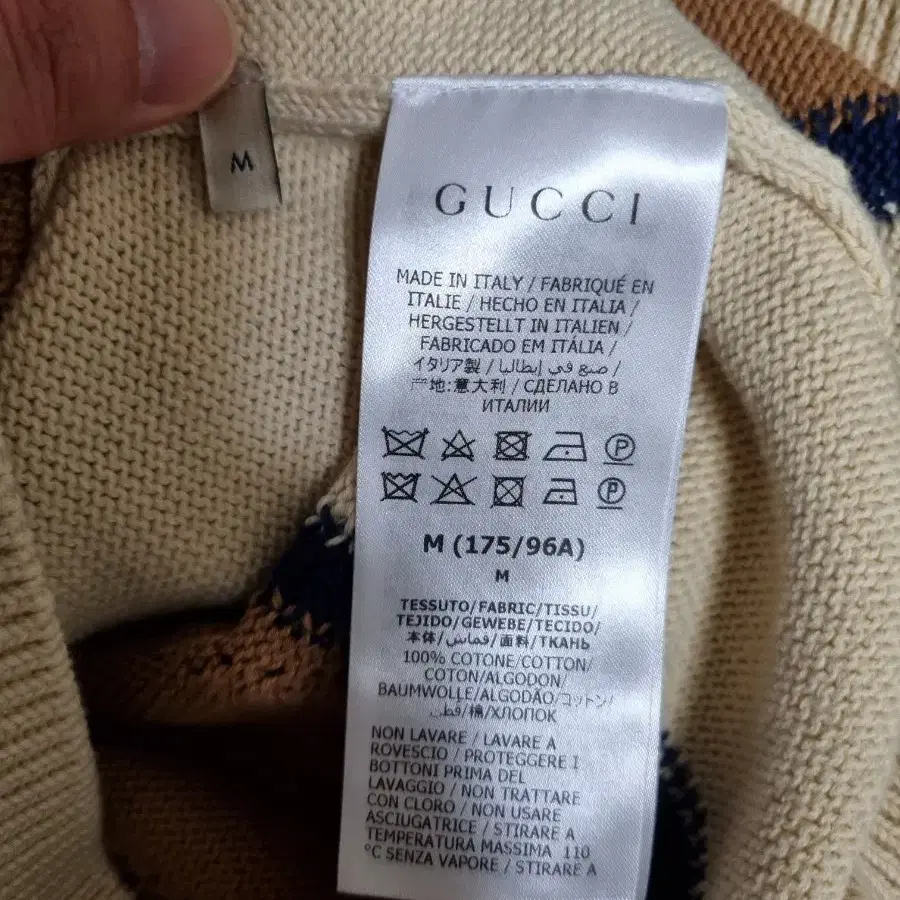 M
GUCCI
MADE IN ITALY / FABRIQUÉ EN
ITALIE / HECHO EN ITALIA /
HERGESTELLT IN ITALIEN /
FABRICADO EM ITÁLIA /
イタリア製 / صنع في إيطاليا /
产地:意大利 / СДЕЛАНО В
ИТАЛИИ
P
P
M (175/96A)
M
TESSUTO/FABRIC/TISSU/
TEJIDO/GEWEBE/TECIDO/
本体/قماش/面料/ТКАНЬ
100% COTONE/COTTON/
COTON/ALGODON/
BAUMWOLLE/ALGODÃO/コットン/
قطن/棉/ХЛОПОК
NON LAVARE / LAVARE A
ROVESCIO / PROTEGGERE I
BOTTONI PRIMA DEL
LAVAGGIO / NON TRATTARE
CON CLORO / NON USARE
ASCIUGATRICE / STIRARE A
TEMPERATURA MASSIMA 110
°C SENZA VAPORE / STIRARE A